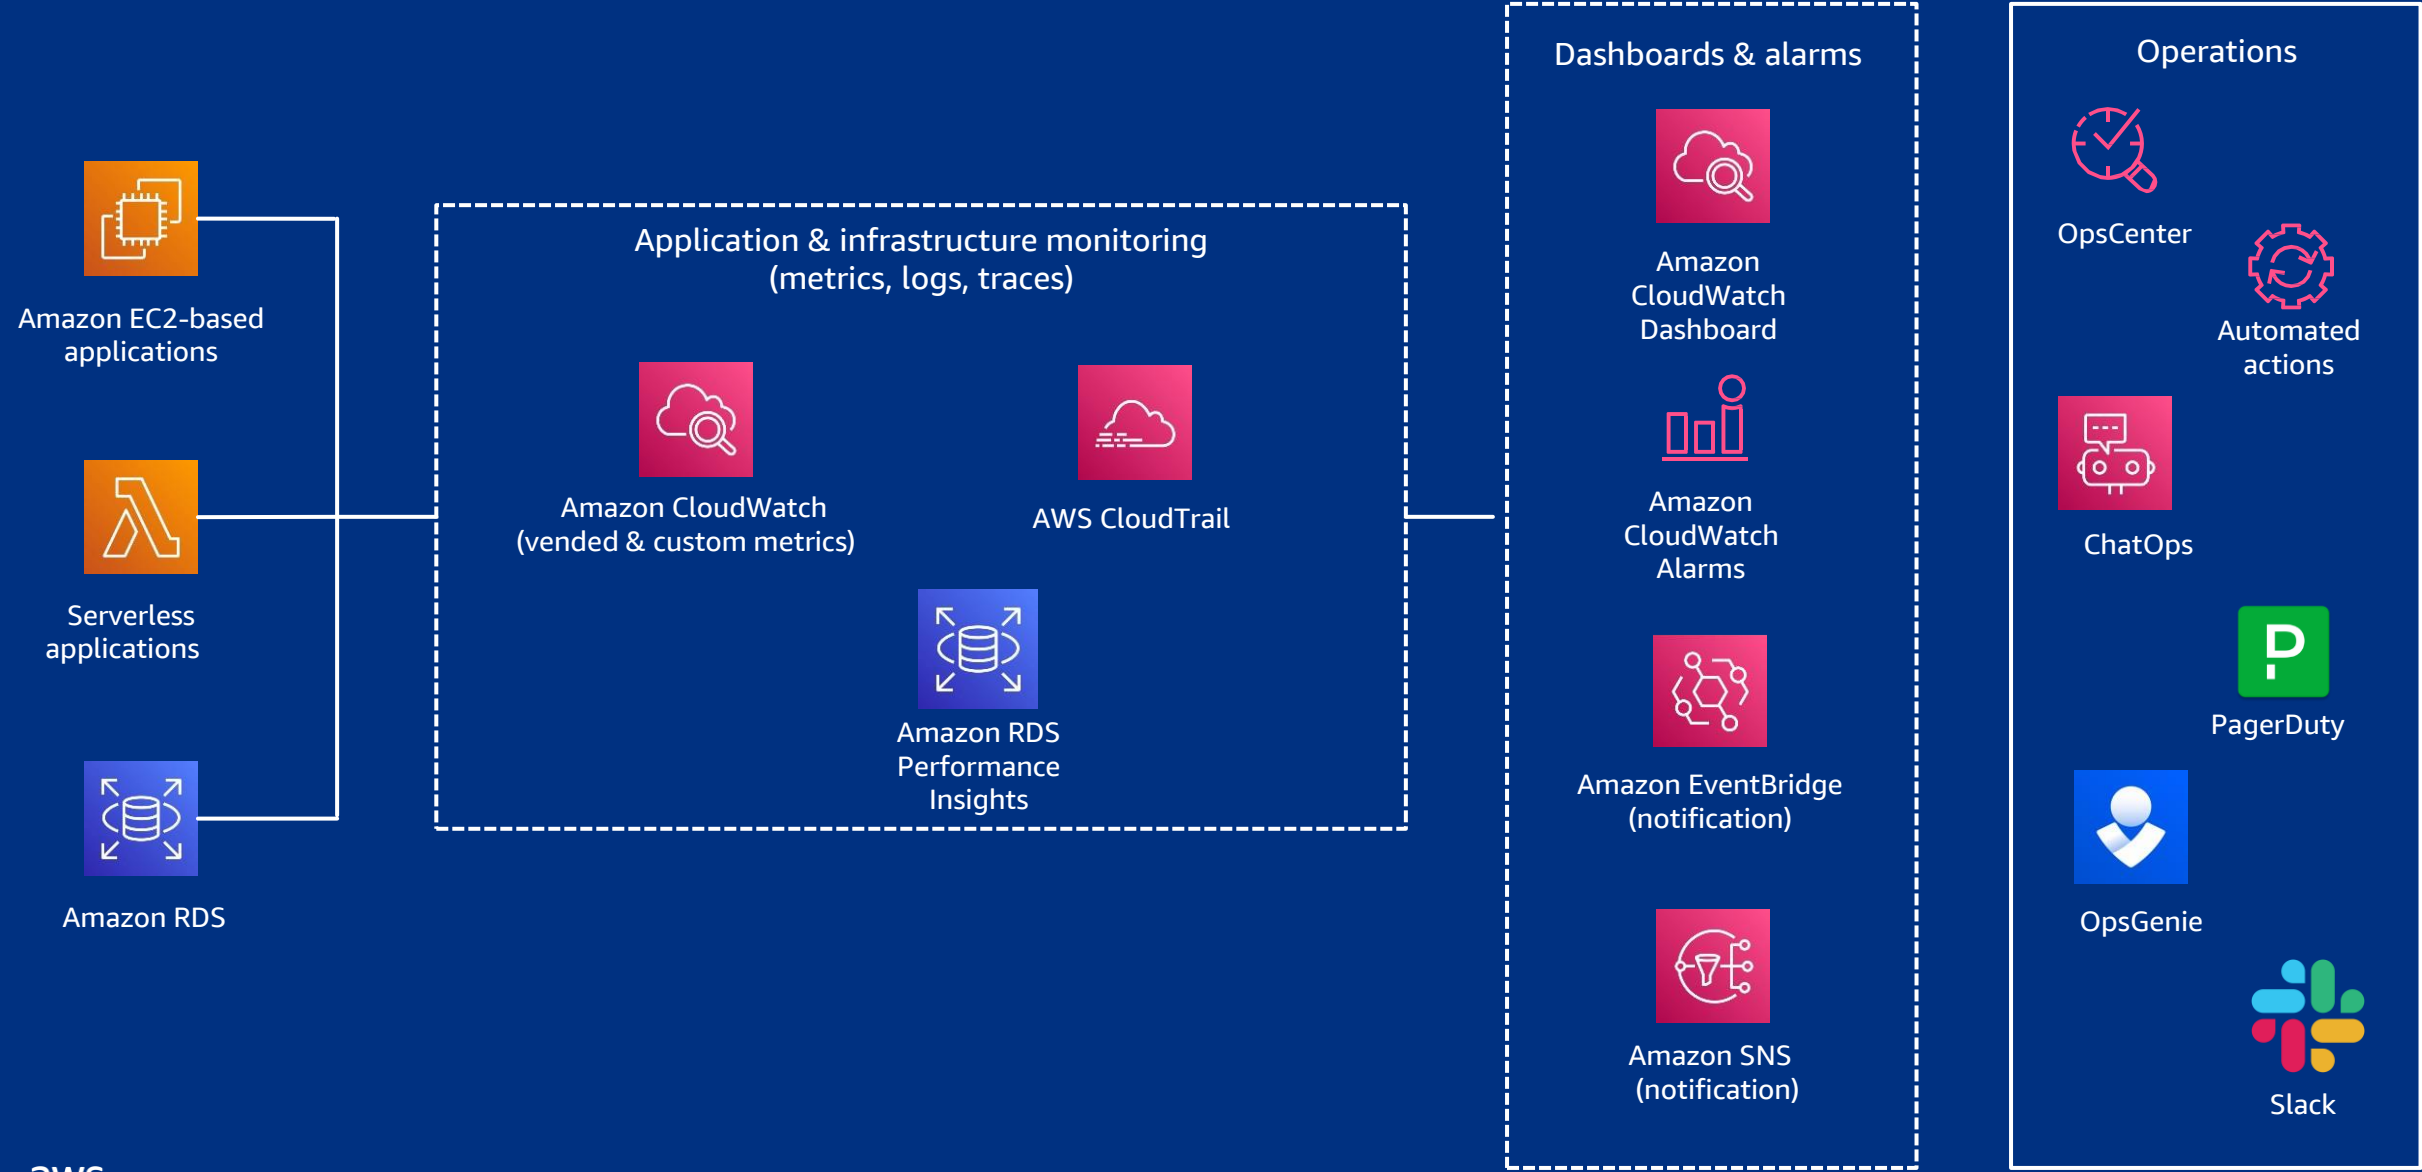 Amazon EC2-based
applications
Serverless
applications
Amazon RDS
Application & infrastructure monitoring
(metrics, logs, traces)
Amazon CloudWatch
(vended & custom metrics)
AWS CloudTrail
Amazon RDS
Performance
Insights
Dashboards & alarms
Amazon
CloudWatch
Dashboard
Amazon
CloudWatch
Alarms
Amazon EventBridge
(notification)
Amazon SNS
(notification)
Operations
OpsCenter
Automated
actions
ChatOps
P
PagerDuty
OpsGenie
Slack
aws